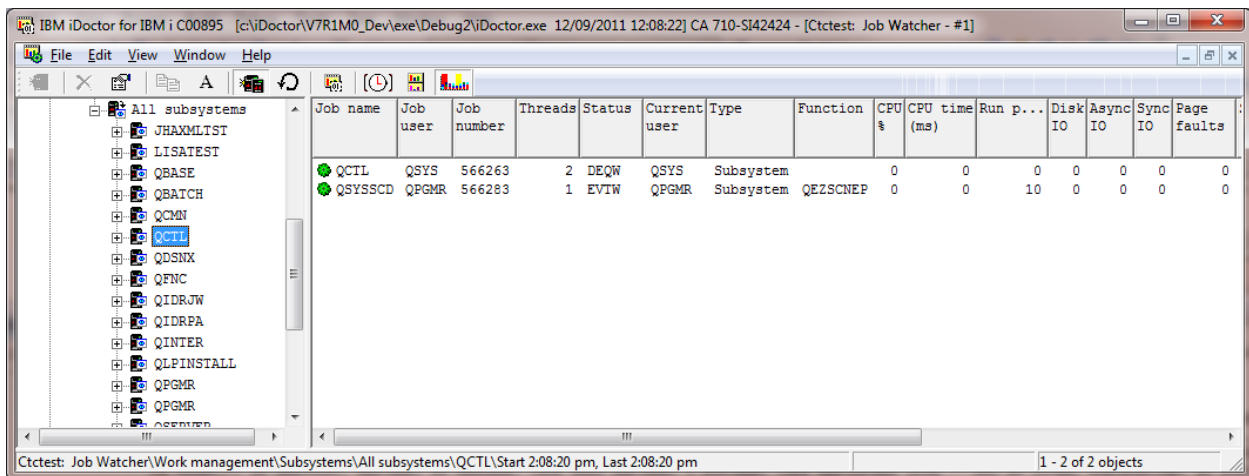 IBM iDoctor for IBM i C00895 [c:\iDoctor\V7R1M0_Dev\exe\Debug2\iDoctor.exe 12/09/2011 12:08:22] CA 710-SI42424 - [Ctctest: Job Watcher - #1]
File Edit View Window Help
All subsystems
JHAXMLTST
LISATEST
QBASE
QBATCH
QCMN
QCTL
QDSNX
QFNC
QIDRJW
QIDRPA
QINTER
QLPINSTALL
QPGMR
QPGMR
QSERVER
Job name Job user Job number Threads Status Current user Type Function CPU % CPU time (ms) Run p... Disk IO Async IO Sync IO Page faults
QCTL QSYS 566263 2 DEQW QSYS Subsystem 0 0 0 0 0 0 0
QSYSSCD QPGMR 566283 1 EVTW QPGMR Subsystem QEZSCNEP 0 0 10 0 0 0 0
Ctctest: Job Watcher\Work management\Subsystems\All subsystems\QCTL\Start 2:08:20 pm, Last 2:08:20 pm
1 - 2 of 2 objects